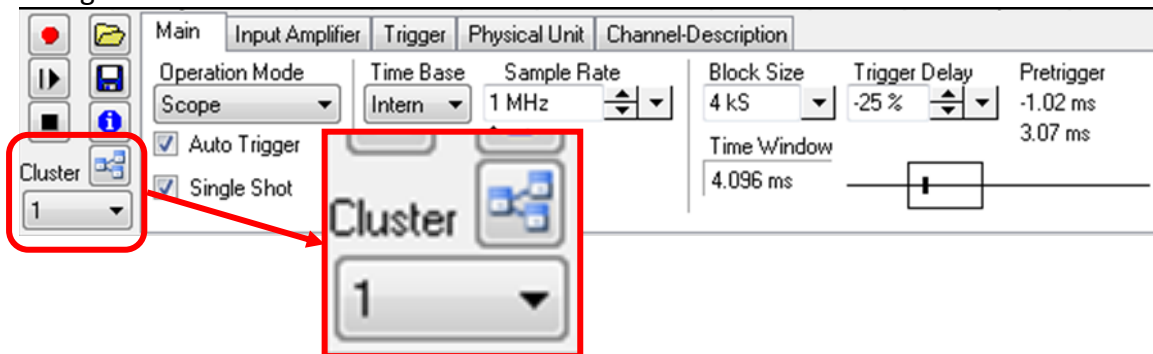 Main Input Amplifier Trigger Physical Unit Channel-Description
Operation Mode Time Base Sample Rate Block Size Trigger Delay Pretrigger
Scope Intern 1 MHz 4 kS -25 % -1.02 ms
3.07 ms
Auto Trigger
Time Window
Cluster
Single Shot
4.096 ms
1
Cluster
1